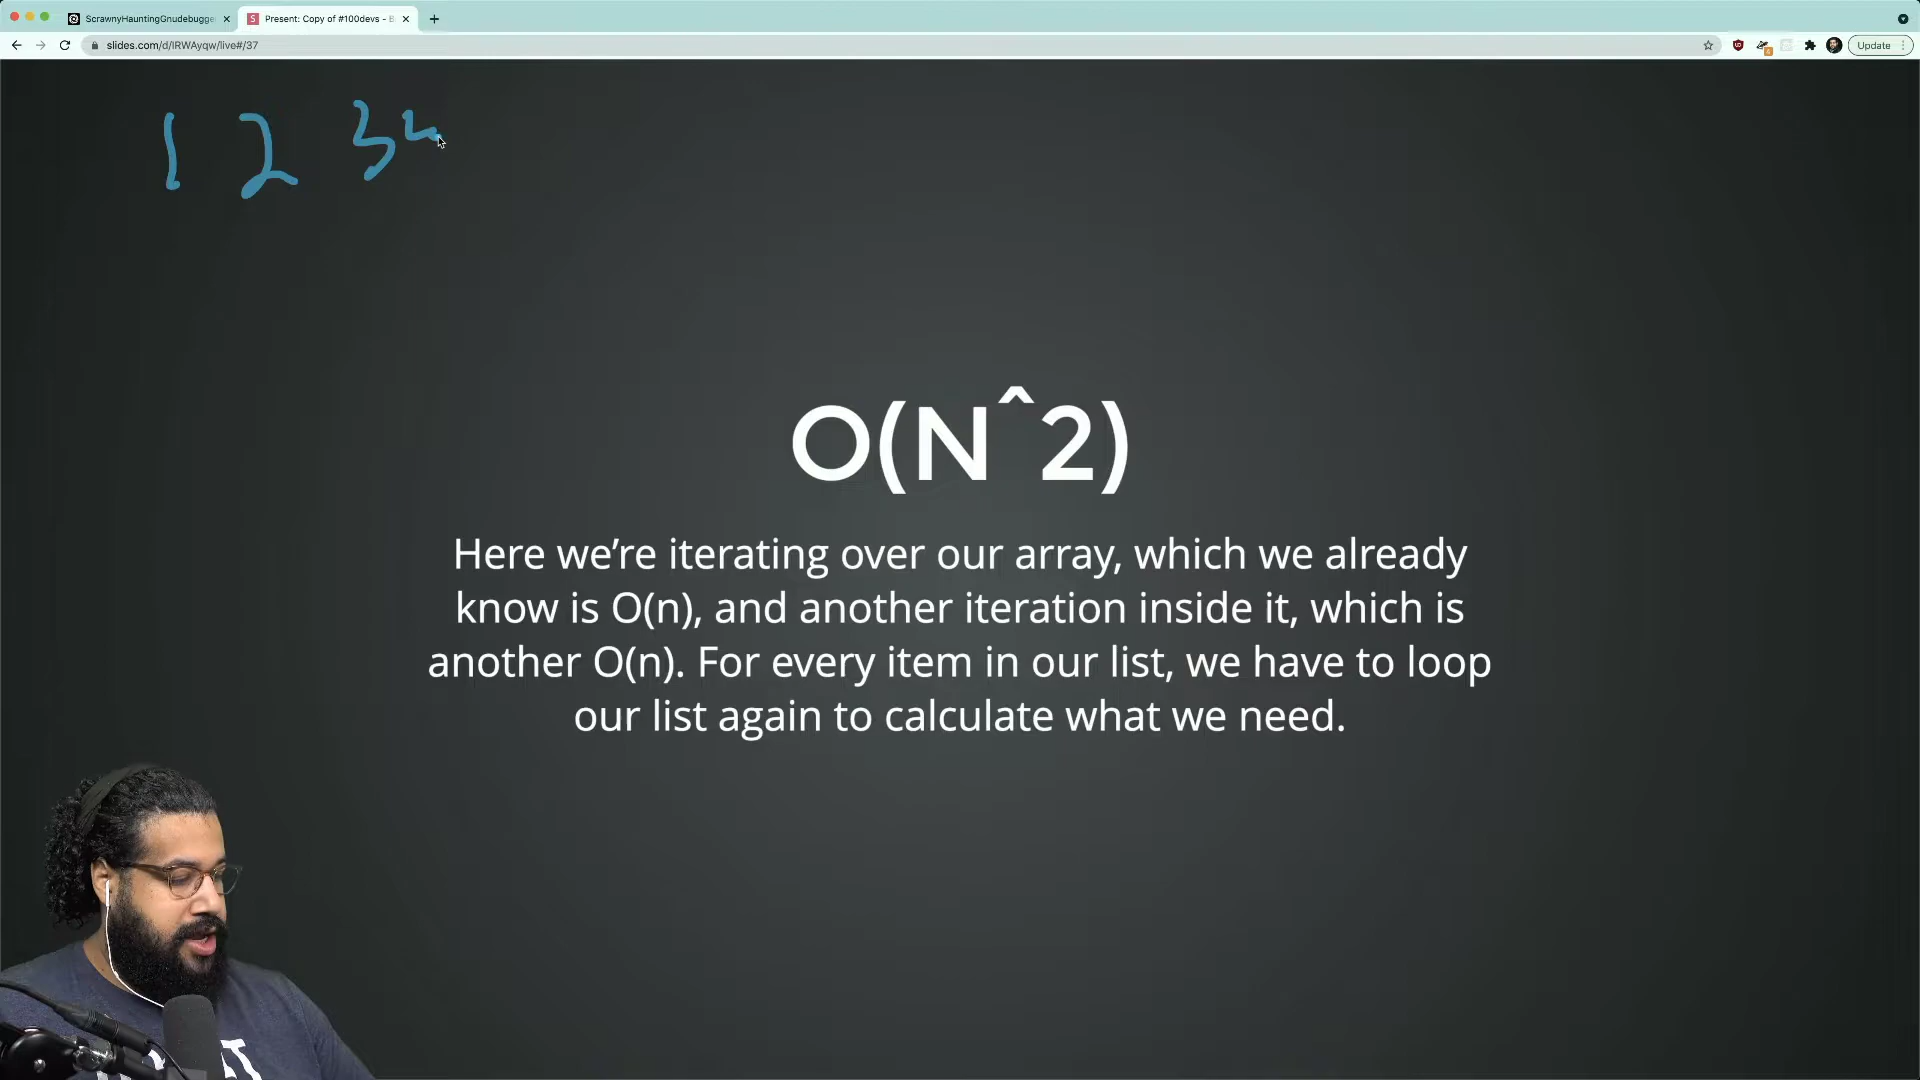 ScrawnyHauntingGnudebugge
Present: Copy of #100devs - B
slides.com/d/IRWAyqw/live#/37
Update
1 2 3 4
O(N^2)
Here we’re iterating over our array, which we already
know is O(n), and another iteration inside it, which is
another O(n). For every item in our list, we have to loop
our list again to calculate what we need.